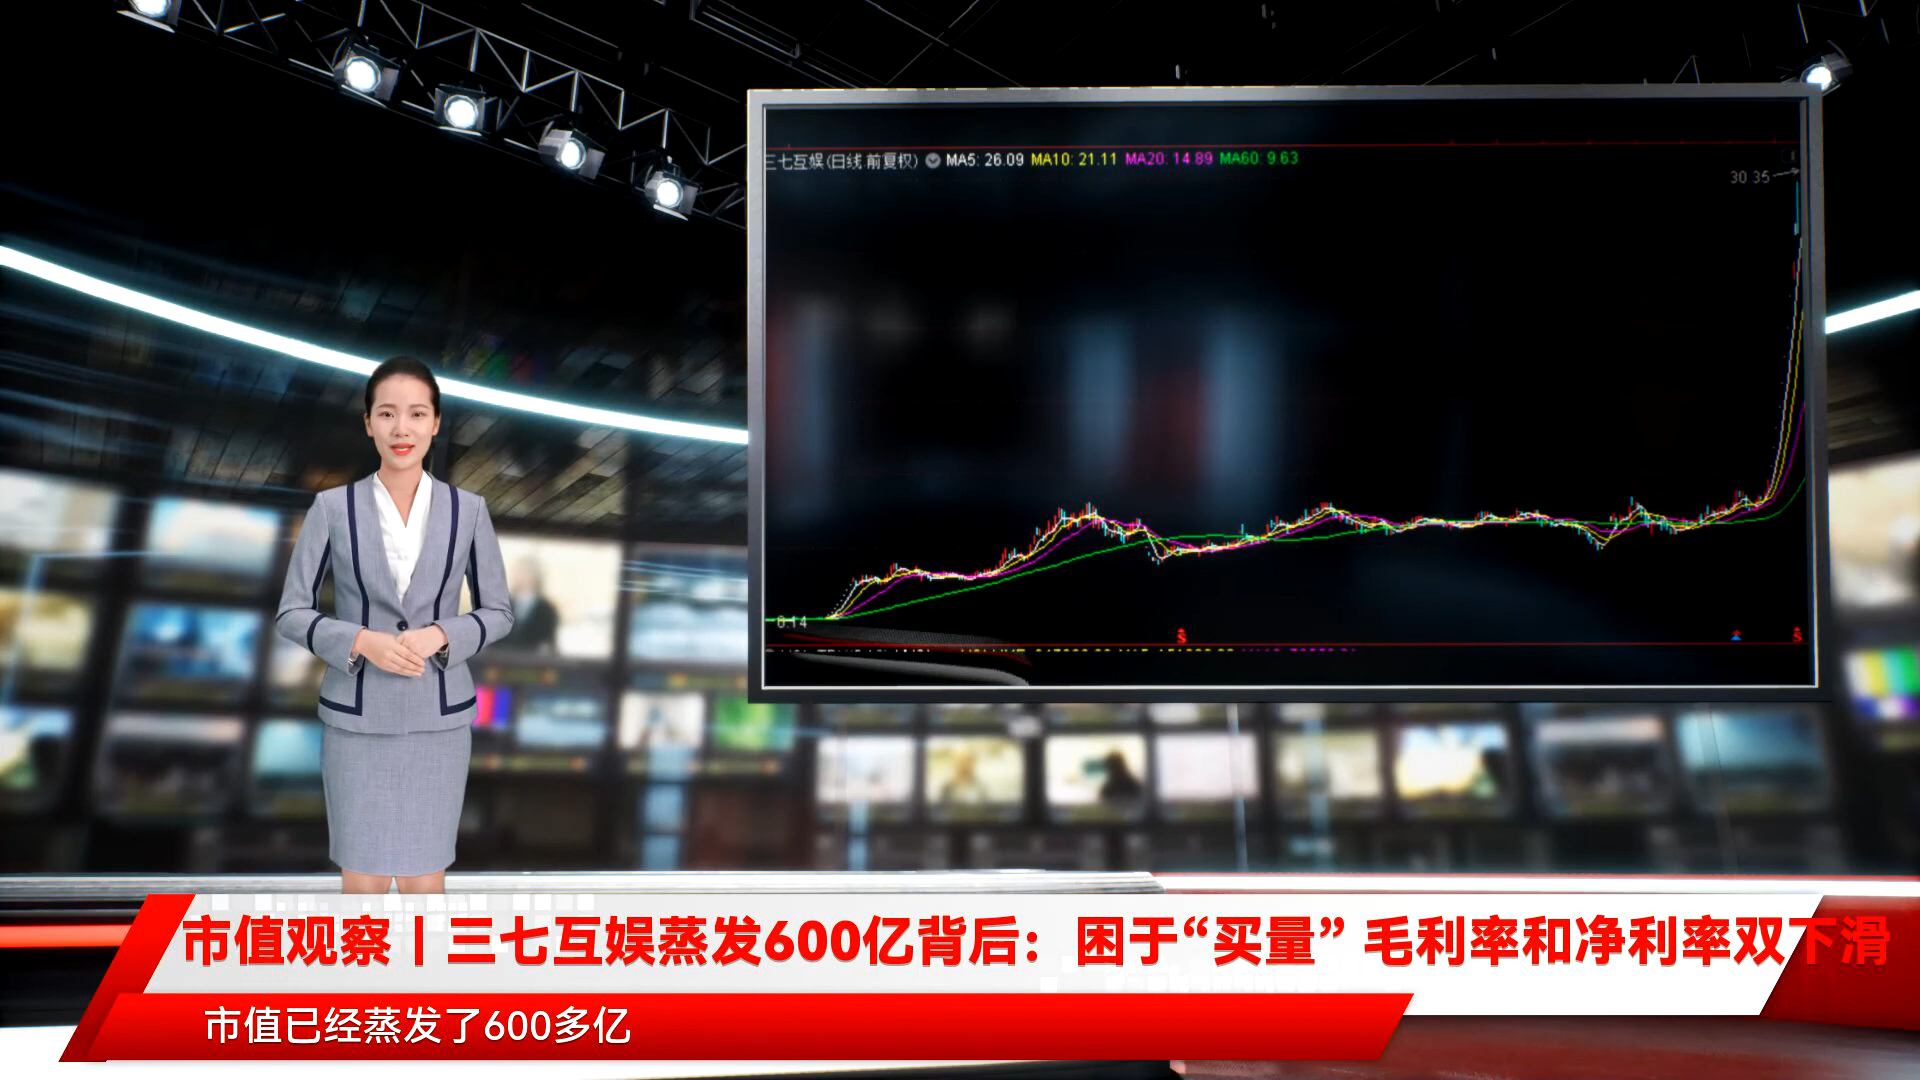 三七互娱(日线.前复权) MA5: 26.09 MA10: 21.11 MA20: 14.89 MA60: 9.63
30.35
市值观察丨三七互娱蒸发600亿背后：困于“买量” 毛利率和净利率双下滑
市值已经蒸发了600多亿